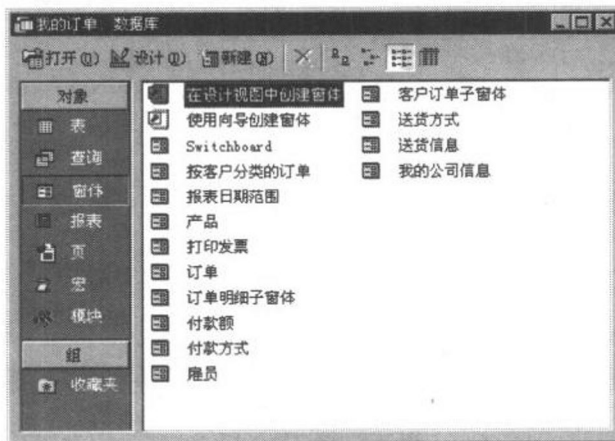 我的订单：数据库
打开(O) 设计(D) 新建(N)
对象
表
查询
窗体
报表
页
宏
模块
组
收藏夹
在设计视图中创建窗体
使用向导创建窗体
Switchboard
按客户分类的订单
报表日期范围
产品
打印发票
订单
订单明细子窗体
付款额
付款方式
雇员
客户订单子窗体
送货方式
送货信息
我的公司信息